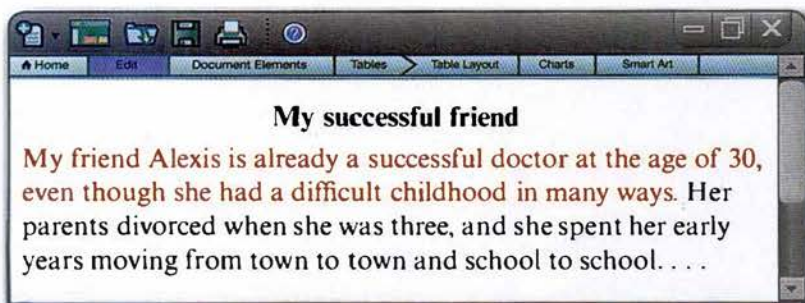 Home Edit Document Elements Tables Table Layout Charts Smart Art
My successful friend
My friend Alexis is already a successful doctor at the age of 30,
even though she had a difficult childhood in many ways. Her
parents divorced when she was three, and she spent her early
years moving from town to town and school to school. . . .